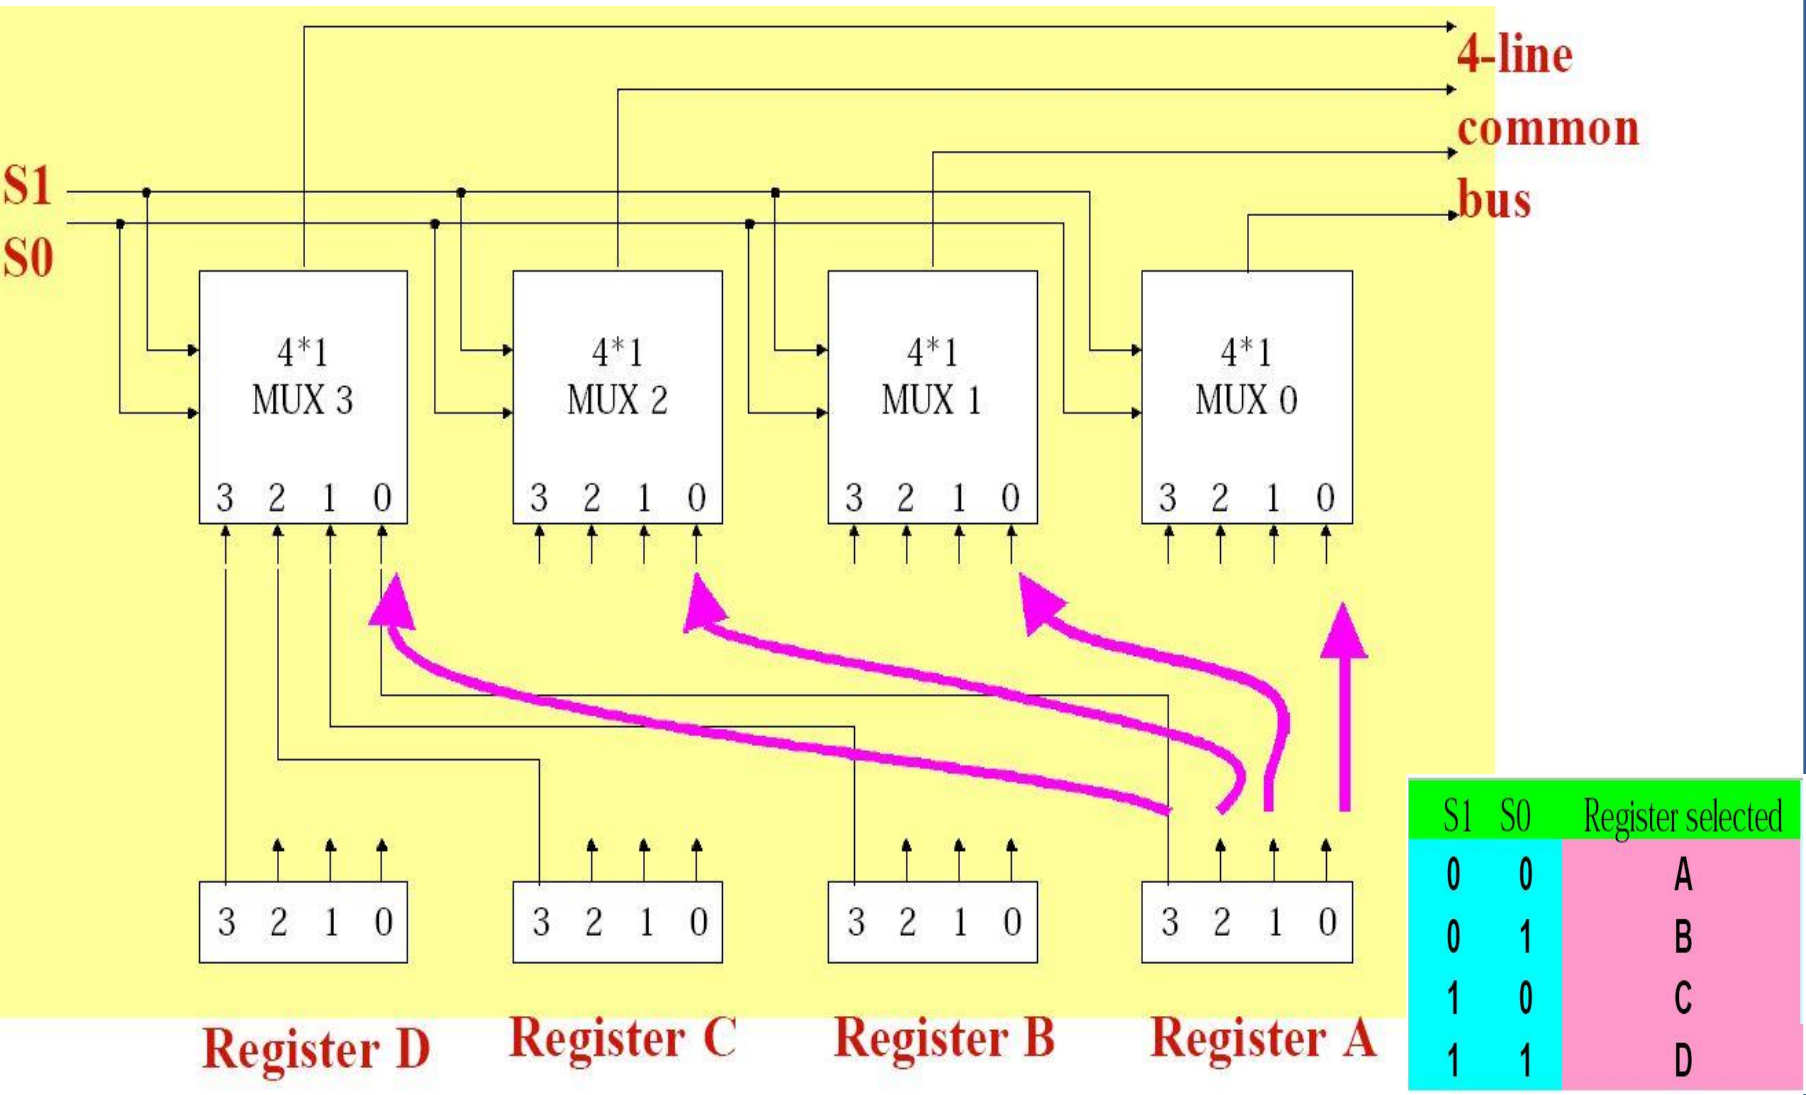 4-line
common
bus
S1
S0
4*1
MUX 3
4*1
MUX 2
4*1
MUX 1
4*1
MUX 0
3 2 1 0
3 2 1 0
3 2 1 0
3 2 1 0
3 2 1 0
3 2 1 0
3 2 1 0
3 2 1 0
Register D
Register C
Register B
Register A
S1 S0 Register selected
0 0 A
0 1 B
1 0 C
1 1 D